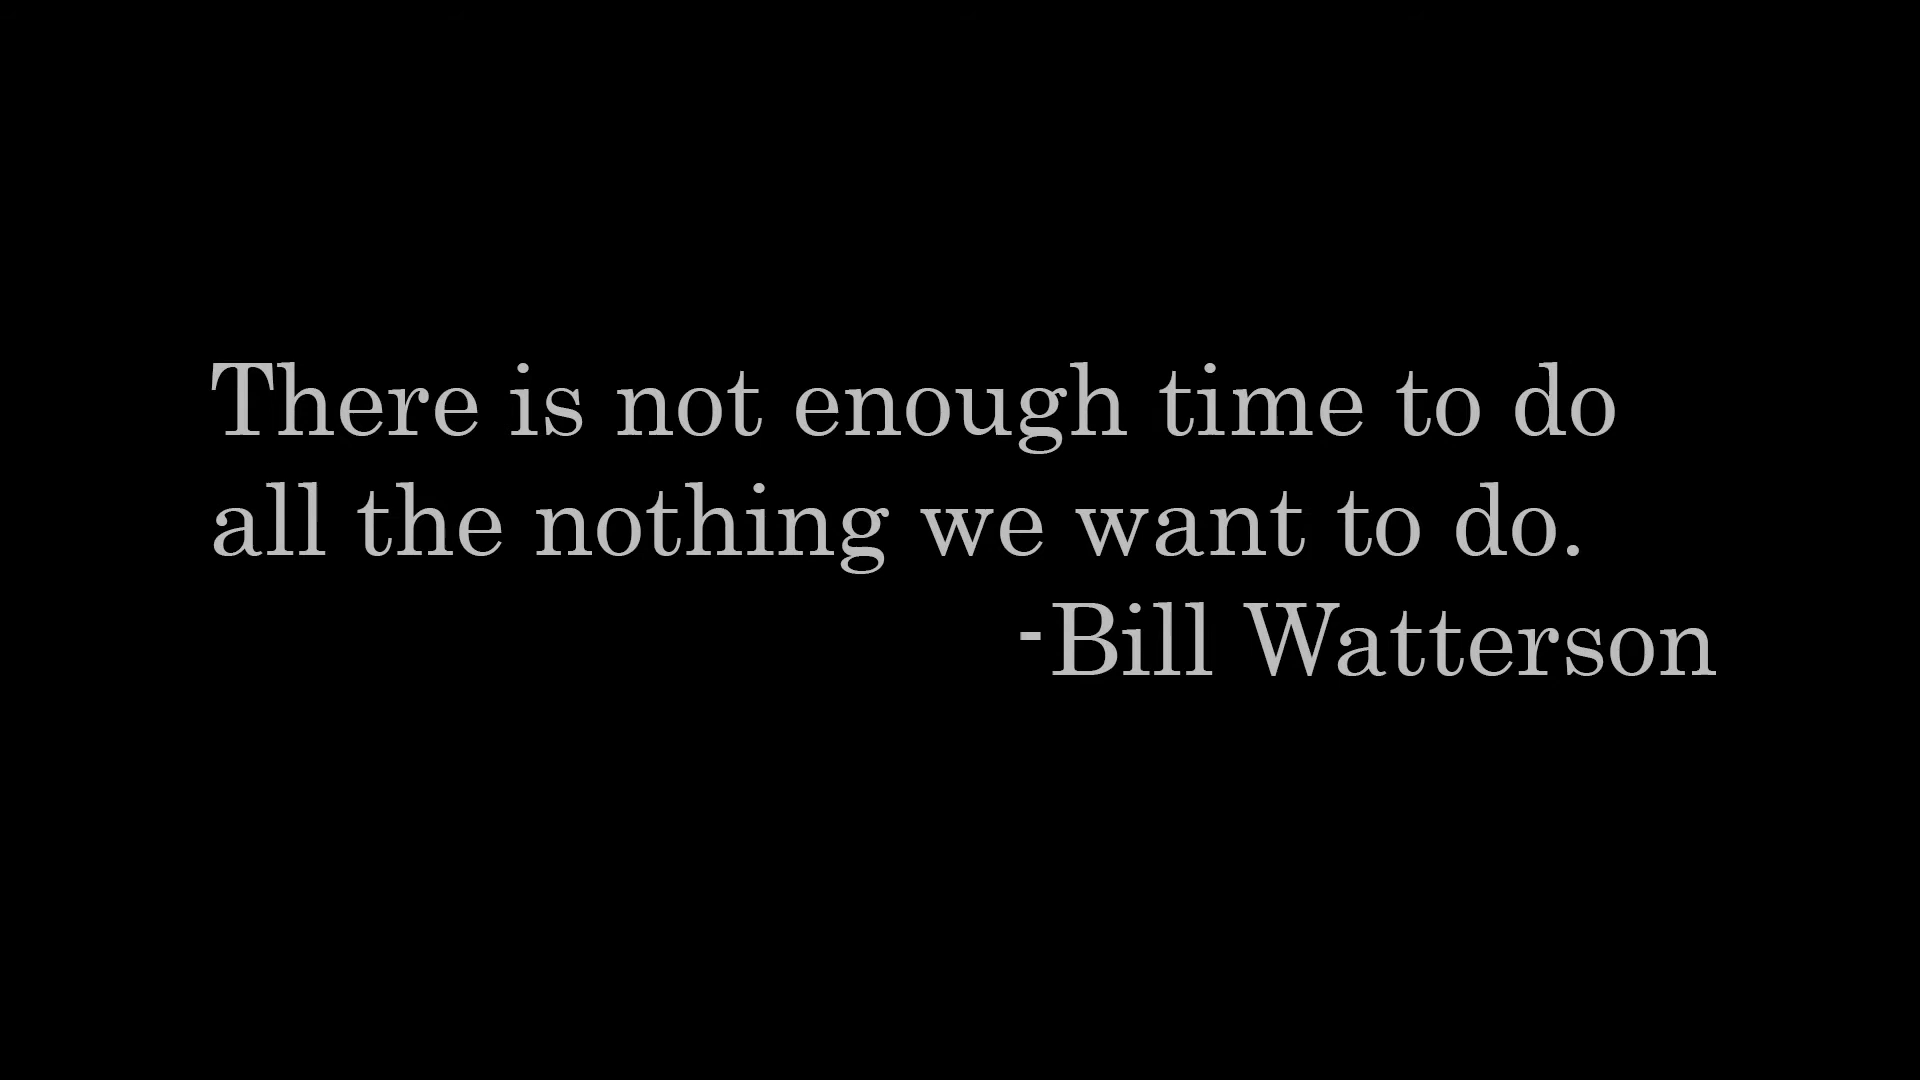 There is not enough time to do
all the nothing we want to do.
-Bill Watterson